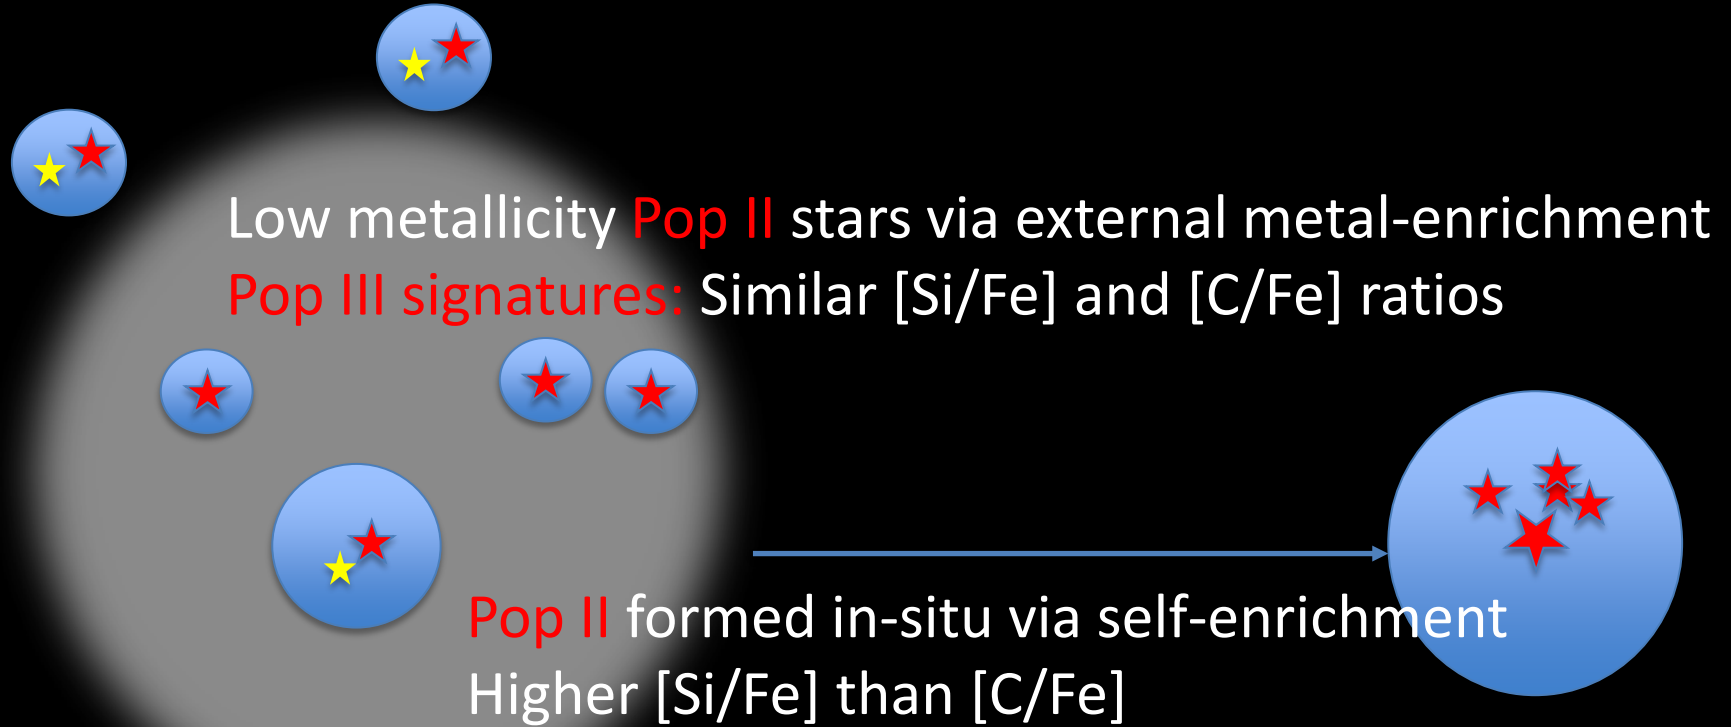 Low metallicity Pop II stars via external metal-enrichment
Pop III signatures: Similar [Si/Fe] and [C/Fe] ratios
Pop II formed in-situ via self-enrichment
Higher [Si/Fe] than [C/Fe]